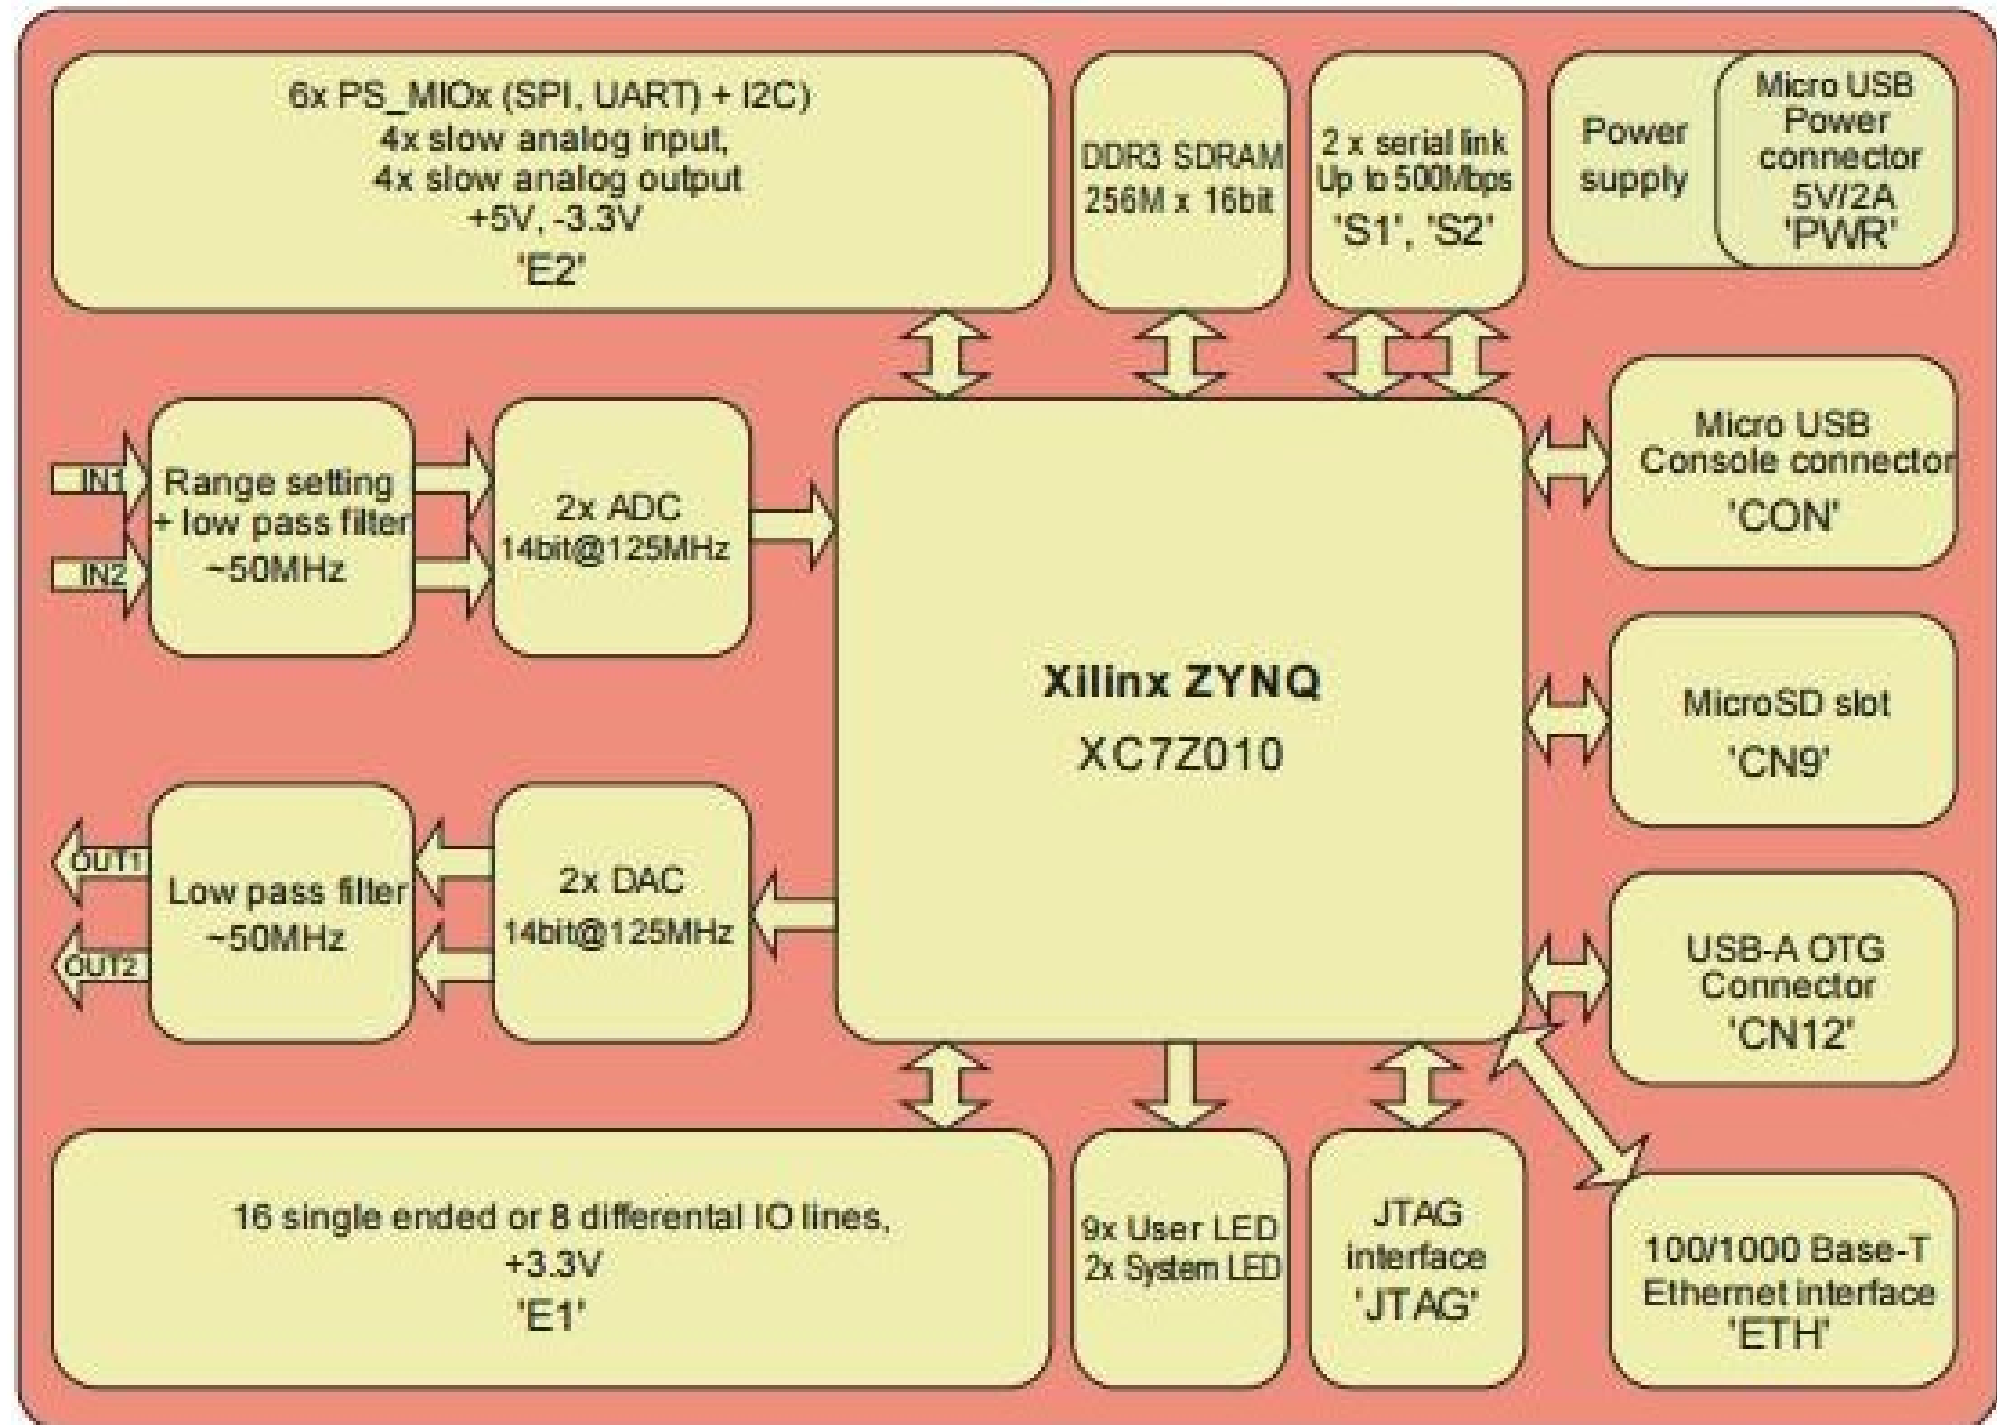 6x PS_MIOx (SPI, UART) + I2C)
4x slow analog input,
4x slow analog output
+5V, -3.3V
'E2'
DDR3 SDRAM
256M x 16bit
2 x serial link
Up to 500Mbps
'S1', 'S2'
Power
supply
Micro USB
Power
connector
5V/2A
'PWR'
IN1
IN2
Range setting
+ low pass filter
~50MHz
2x ADC
14bit@125MHz
Xilinx ZYNQ
XC7Z010
Micro USB
Console connector
'CON'
MicroSD slot
'CN9'
OUT1
OUT2
Low pass filter
~50MHz
2x DAC
14bit@125MHz
USB-A OTG
Connector
'CN12'
16 single ended or 8 differental IO lines,
+3.3V
'E1'
9x User LED
2x System LED
JTAG
interface
'JTAG'
100/1000 Base-T
Ethernet interface
'ETH'